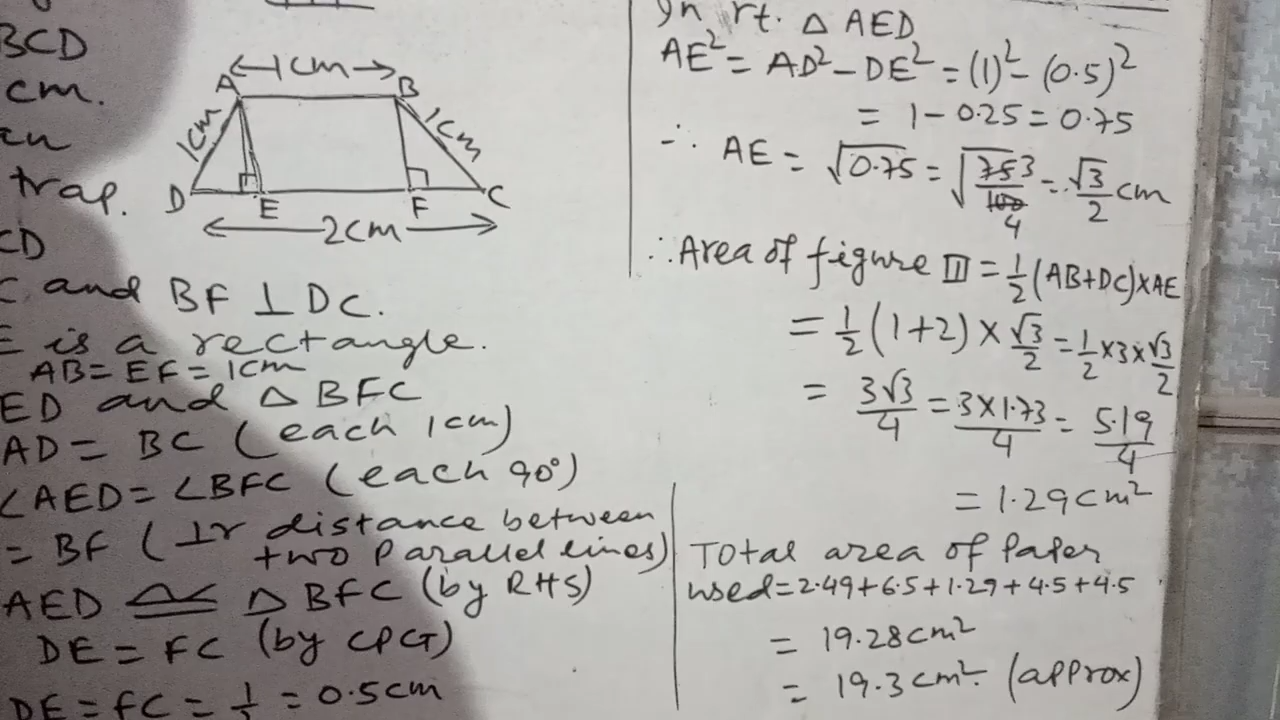 BCD
cm.
trap.
CD
1cm
A
B
1cm
1cm
D
E
F
C
2cm
and BF ⊥ DC.
E is a rectangle.
AB = EF = 1cm
ED and △ BFC
AD = BC (each 1cm)
∠AED = ∠BFC (each 90°)
= BF (⊥r distance between
two parallel lines)
AED ≅ △ BFC (by RHS)
DE = FC (by CPCT)
DE = FC = = 0.5cm
In rt. △ AED
AE² = AD² - DE² = (1)² - (0.5)²
= 1 - 0.25 = 0.75
∴ AE = √0.75 = √(75 3/100 4) = √3/2 cm
∴ Area of figure III = 1/2 (AB+DC) × AE
= 1/2 (1+2) × √3/2 = 1/2 × 3 × √3/2
= 3√3/4 = 3×1.73/4 = 5.19/4
= 1.29 cm²
Total area of Paper
used = 2.49 + 6.5 + 1.29 + 4.5 + 4.5
= 19.28 cm²
= 19.3 cm². (approx)